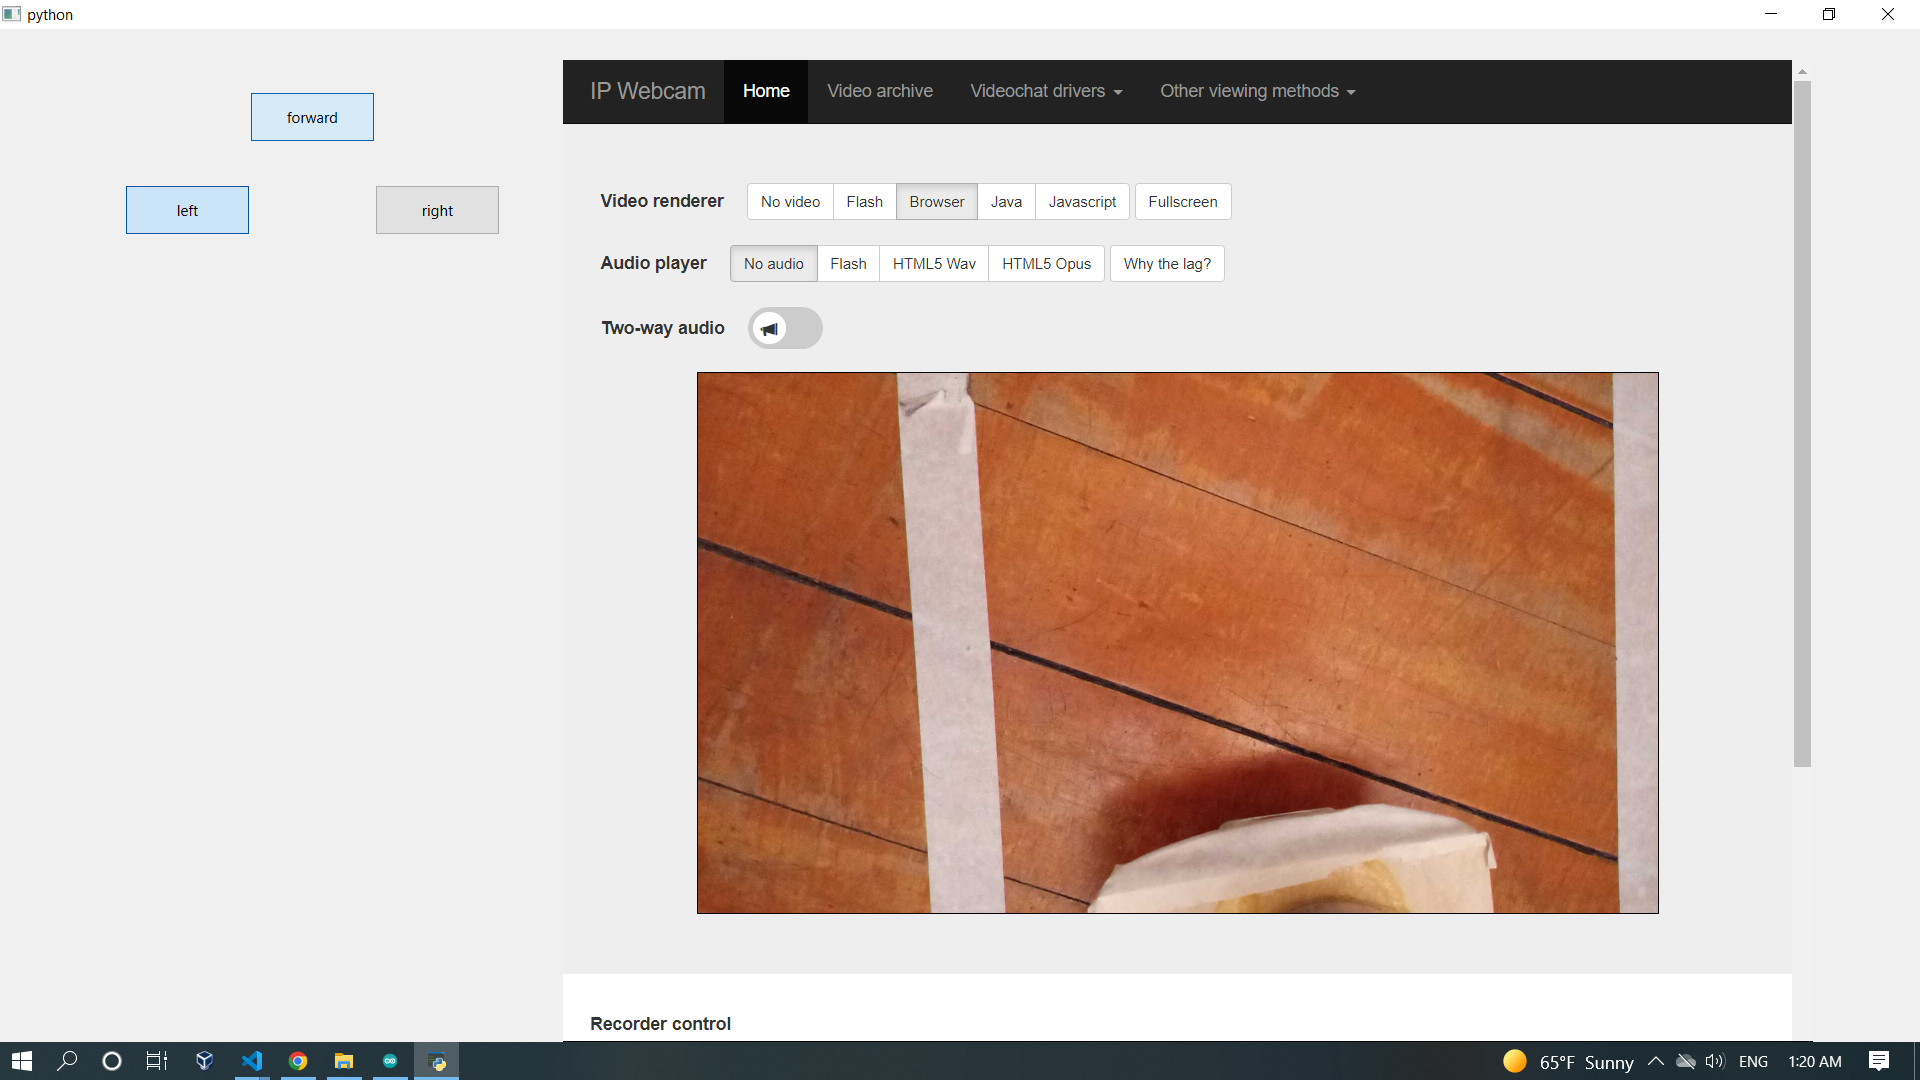 python
forward
left
right
IP Webcam Home Video archive Videochat drivers Other viewing methods
Video renderer No video Flash Browser Java Javascript Fullscreen
Audio player No audio Flash HTML5 Wav HTML5 Opus Why the lag?
Two-way audio
Recorder control
65°F Sunny ENG 1:20 AM